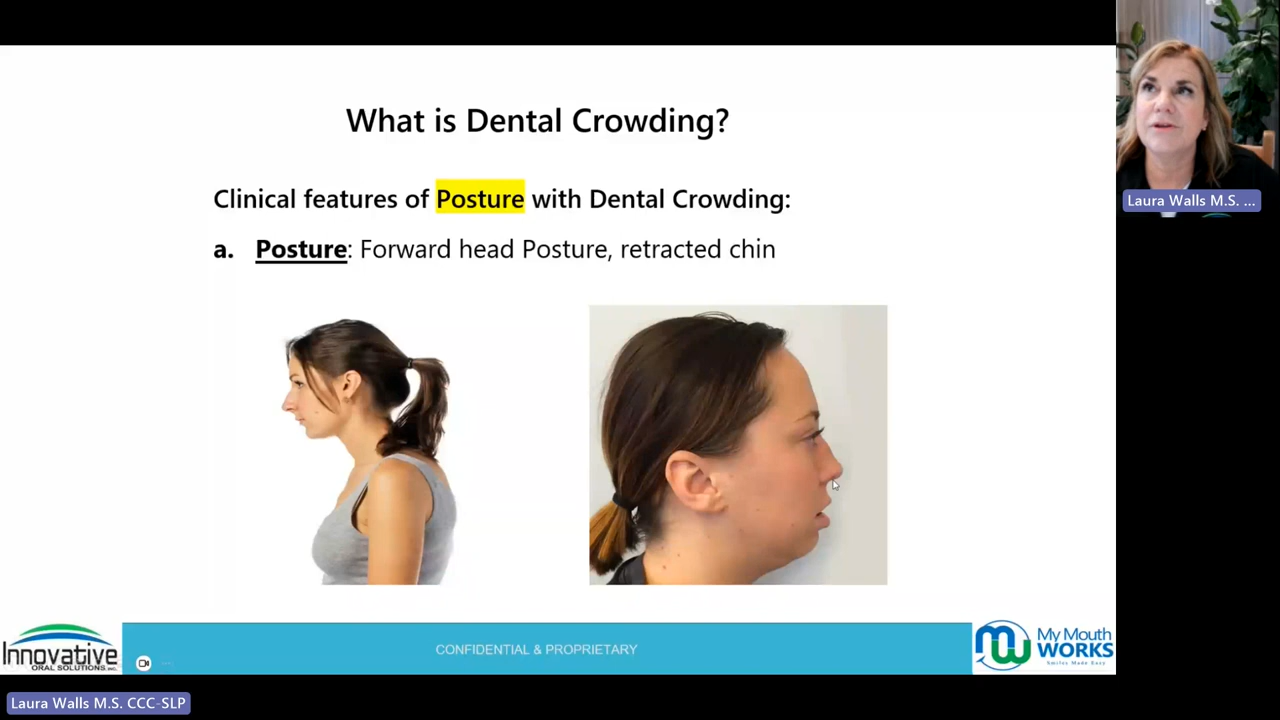 What is Dental Crowding?
Clinical features of Posture with Dental Crowding:
a. Posture: Forward head Posture, retracted chin
Laura Walls M.S. ...
Innovative
ORAL SOLUTIONS, INC.
CONFIDENTIAL & PROPRIETARY
My Mouth
WORKS
Smiles Made Easy
Laura Walls M.S. CCC-SLP